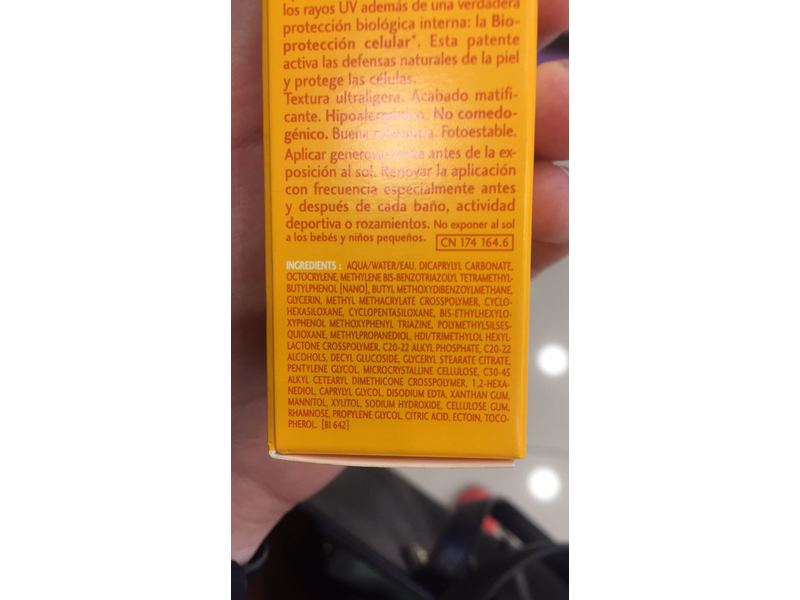 los rayos UV además de una verdadera
protección biológica interna: la Bio-
protección celular*. Esta patente
activa las defensas naturales de la piel
y protege las células.
Textura ultraligera. Acabado matifi-
cante. Hipoalergénico. No comedo-
génico. Buena tolerancia. Fotoestable.
Aplicar generosamente antes de la ex-
posición al sol. Renovar la aplicación
con frecuencia especialmente antes
y después de cada baño, actividad
deportiva o rozamientos. No exponer al sol
a los bebés y niños pequeños. CN 174 164.6
INGREDIENTS : AQUA/WATER/EAU, DICAPRYLYL CARBONATE,
OCTOCRYLENE, METHYLENE BIS-BENZOTRIAZOLYL TETRAMETHYL-
BUTYLPHENOL [NANO], BUTYL METHOXYDIBENZOYLMETHANE,
GLYCERIN, METHYL METHACRYLATE CROSSPOLYMER, CYCLO-
HEXASILOXANE, CYCLOPENTASILOXANE, BIS-ETHYLHEXYLO-
XYPHENOL METHOXYPHENYL TRIAZINE, POLYMETHYLSILSES-
QUIOXANE, METHYLPROPANEDIOL, HDI/TRIMETHYLOL HEXYL-
LACTONE CROSSPOLYMER, C20-22 ALKYL PHOSPHATE, C20-22
ALCOHOLS, DECYL GLUCOSIDE, GLYCERYL STEARATE CITRATE,
PENTYLENE GLYCOL, MICROCRYSTALLINE CELLULOSE, C30-45
ALKYL CETEARYL DIMETHICONE CROSSPOLYMER, 1,2-HEXA-
NEDIOL, CAPRYLYL GLYCOL, DISODIUM EDTA, XANTHAN GUM,
MANNITOL, XYLITOL, SODIUM HYDROXIDE, CELLULOSE GUM,
RHAMNOSE, PROPYLENE GLYCOL, CITRIC ACID, ECTOIN, TOCO-
PHEROL. [BI 642]